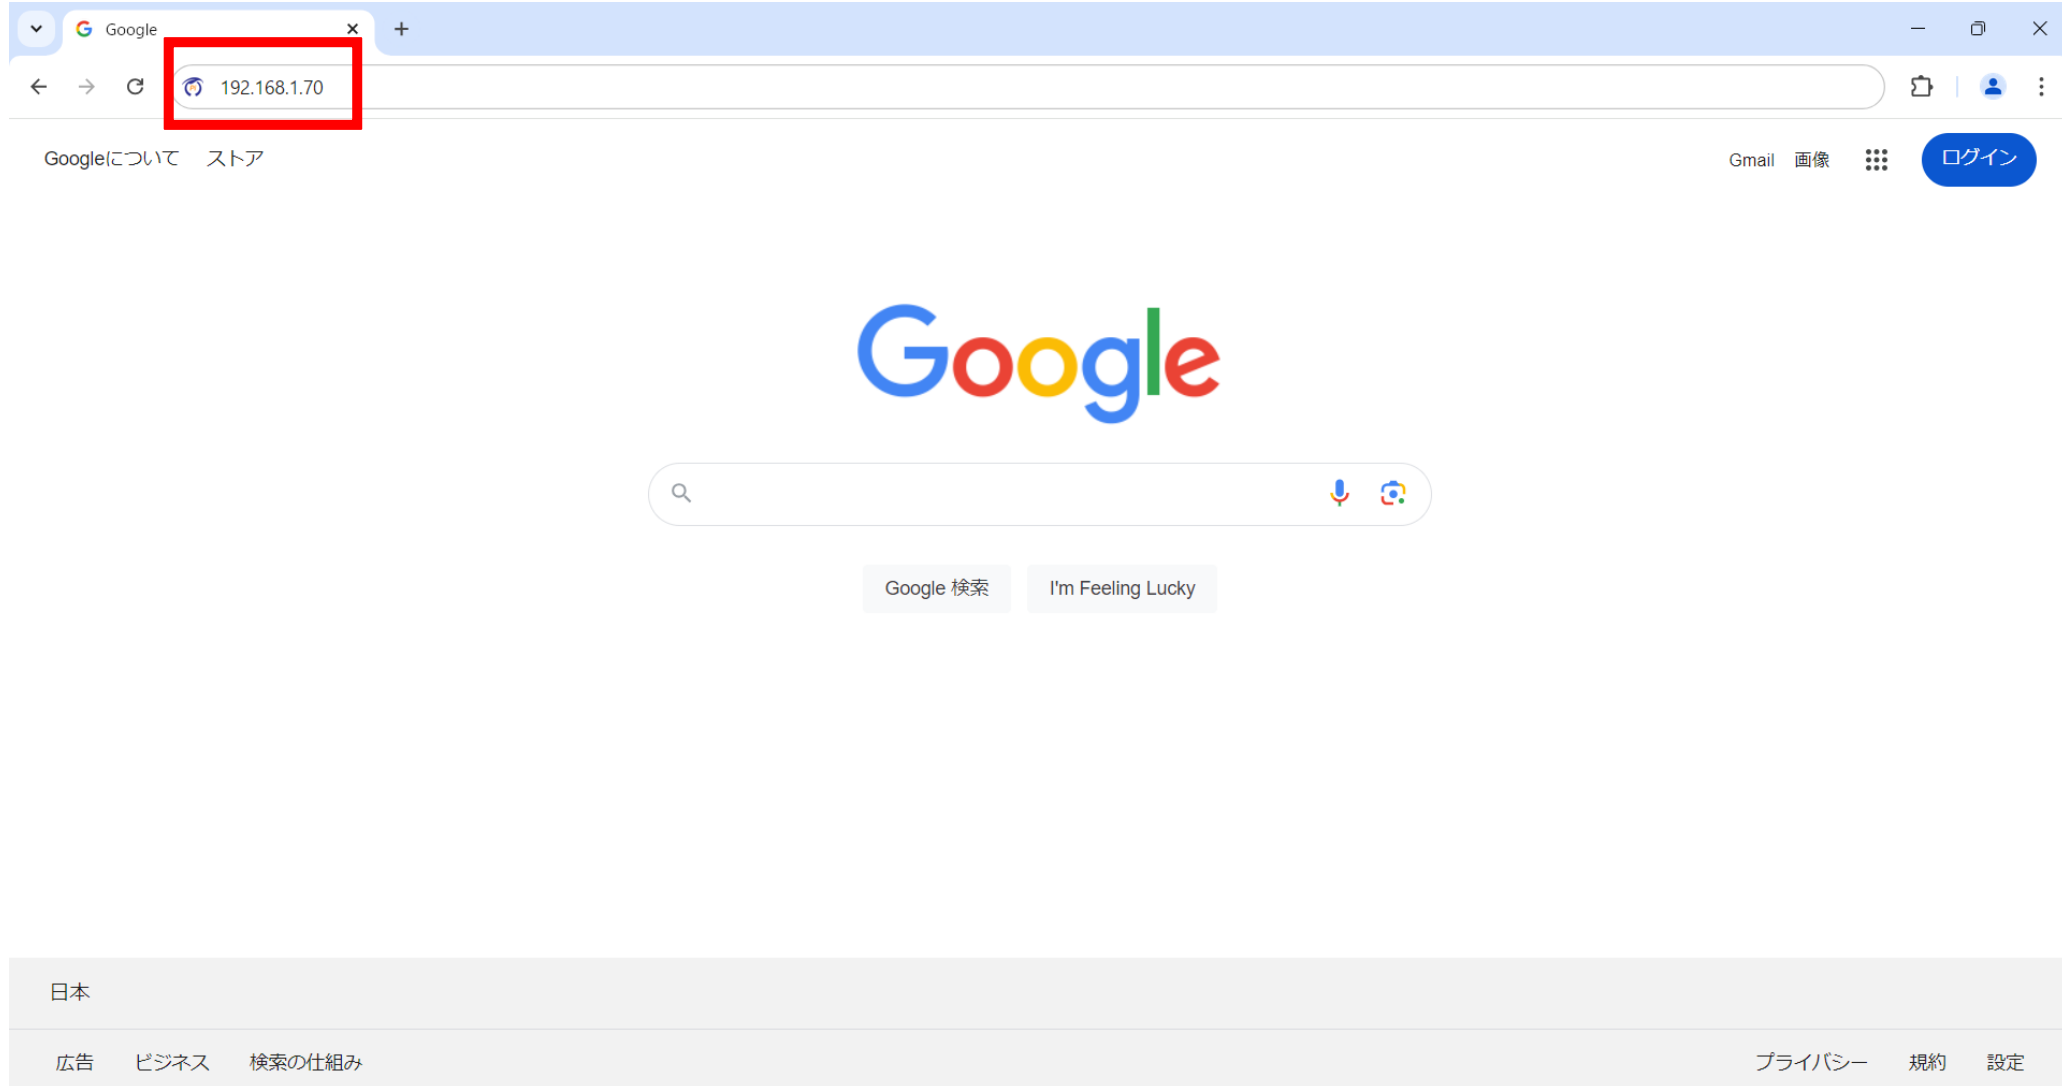 Google
192.168.1.70
Googleについて ストア
Gmail 画像 ログイン
Google
Google 検索 I'm Feeling Lucky
日本
広告 ビジネス 検索の仕組み
プライバシー 規約 設定